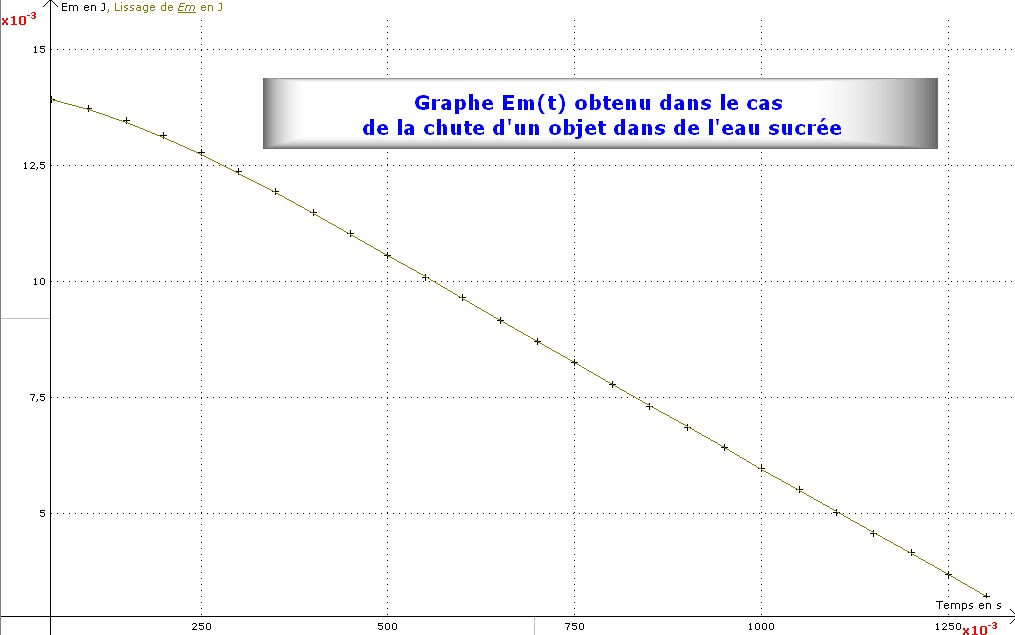 Em en J, Lissage de Em en J
x10-3
15
Graphe Em(t) obtenu dans le cas
de la chute d'un objet dans de l'eau sucrée
12,5
10
7,5
5
Temps en s
250
500
750
1000
1250
x10-3